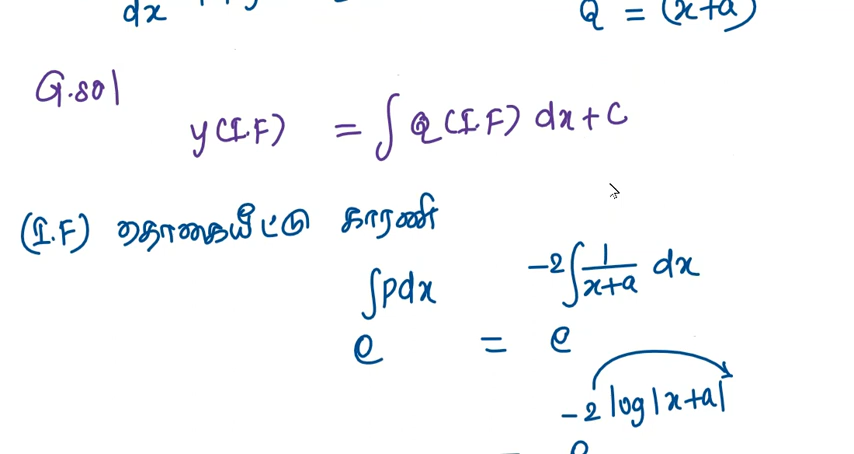 dx
Q = (x+a)
G.sol
y(I.F) = ∫Q(I.F) dx + C
(I.F) தொகையீட்டு காரணி
e^∫Pdx = e^-2∫1/(x+a) dx
-2 log|x+a|
e